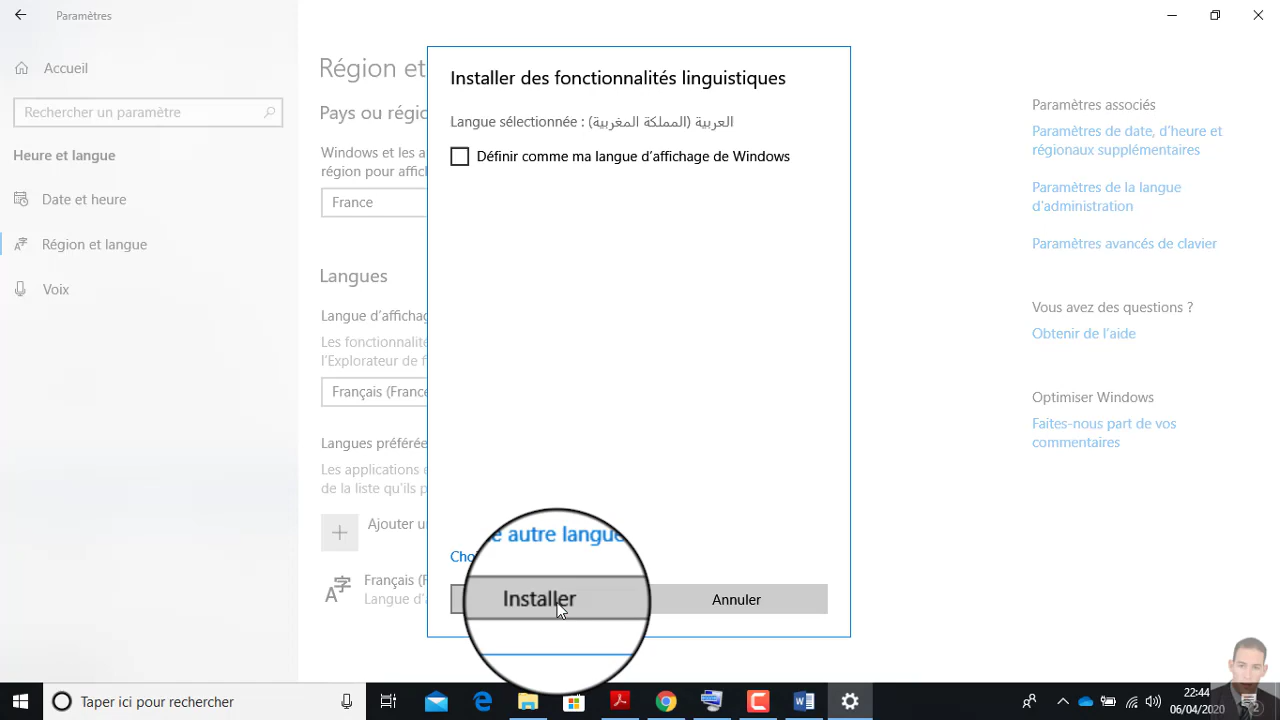 Paramètres
Accueil
Rechercher un paramètre
Heure et langue
Date et heure
Région et langue
Voix
Région et
Pays ou régio
Windows et les a
région pour affic
France
Langues
Langue d'affichag
Les fonctionnalité
l'Explorateur de f
Français (France
Langues préférée
Les applications e
de la liste qu'ils p
Ajouter u
Français (F
Langue d'a
Installer des fonctionnalités linguistiques
Langue sélectionnée : العربية (المملكة المغربية)
Définir comme ma langue d'affichage de Windows
Cho
e autre langue
Installer
Annuler
Paramètres associés
Paramètres de date, d'heure et
régionaux supplémentaires
Paramètres de la langue
d'administration
Paramètres avancés de clavier
Vous avez des questions ?
Obtenir de l'aide
Optimiser Windows
Faites-nous part de vos
commentaires
Taper ici pour rechercher
22:44
06/04/2020